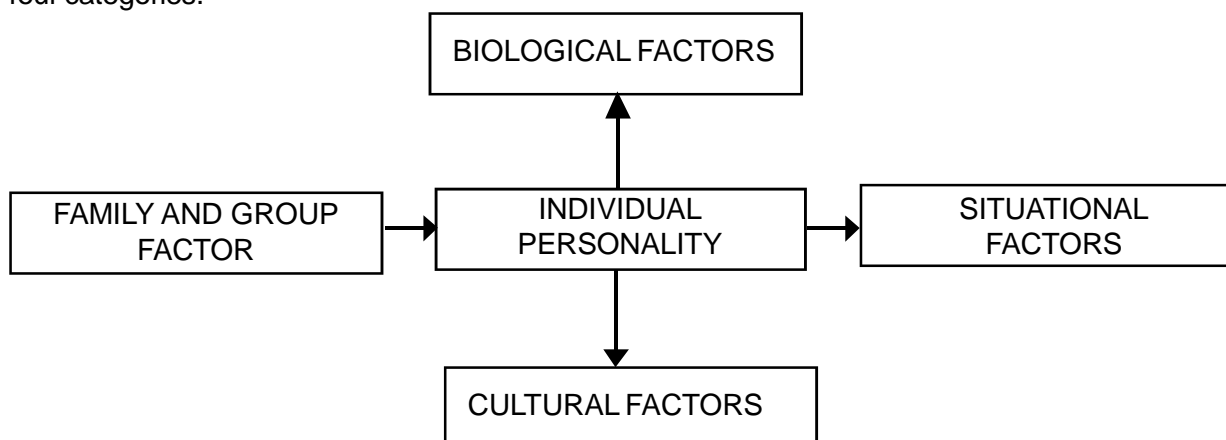 four categories.
BIOLOGICAL FACTORS
FAMILY AND GROUP
FACTOR
INDIVIDUAL
PERSONALITY
SITUATIONAL
FACTORS
CULTURAL FACTORS